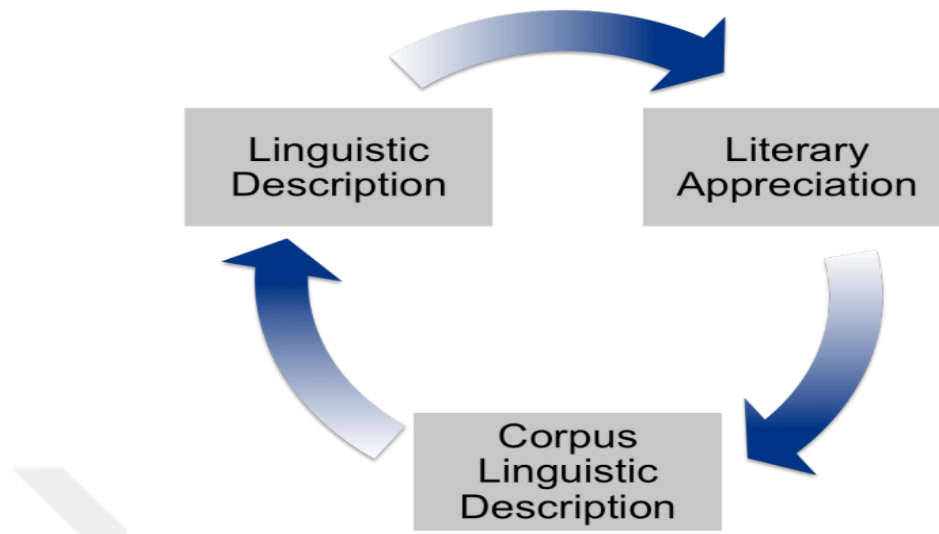 Linguistic
Description
Literary
Appreciation
Corpus
Linguistic
Description